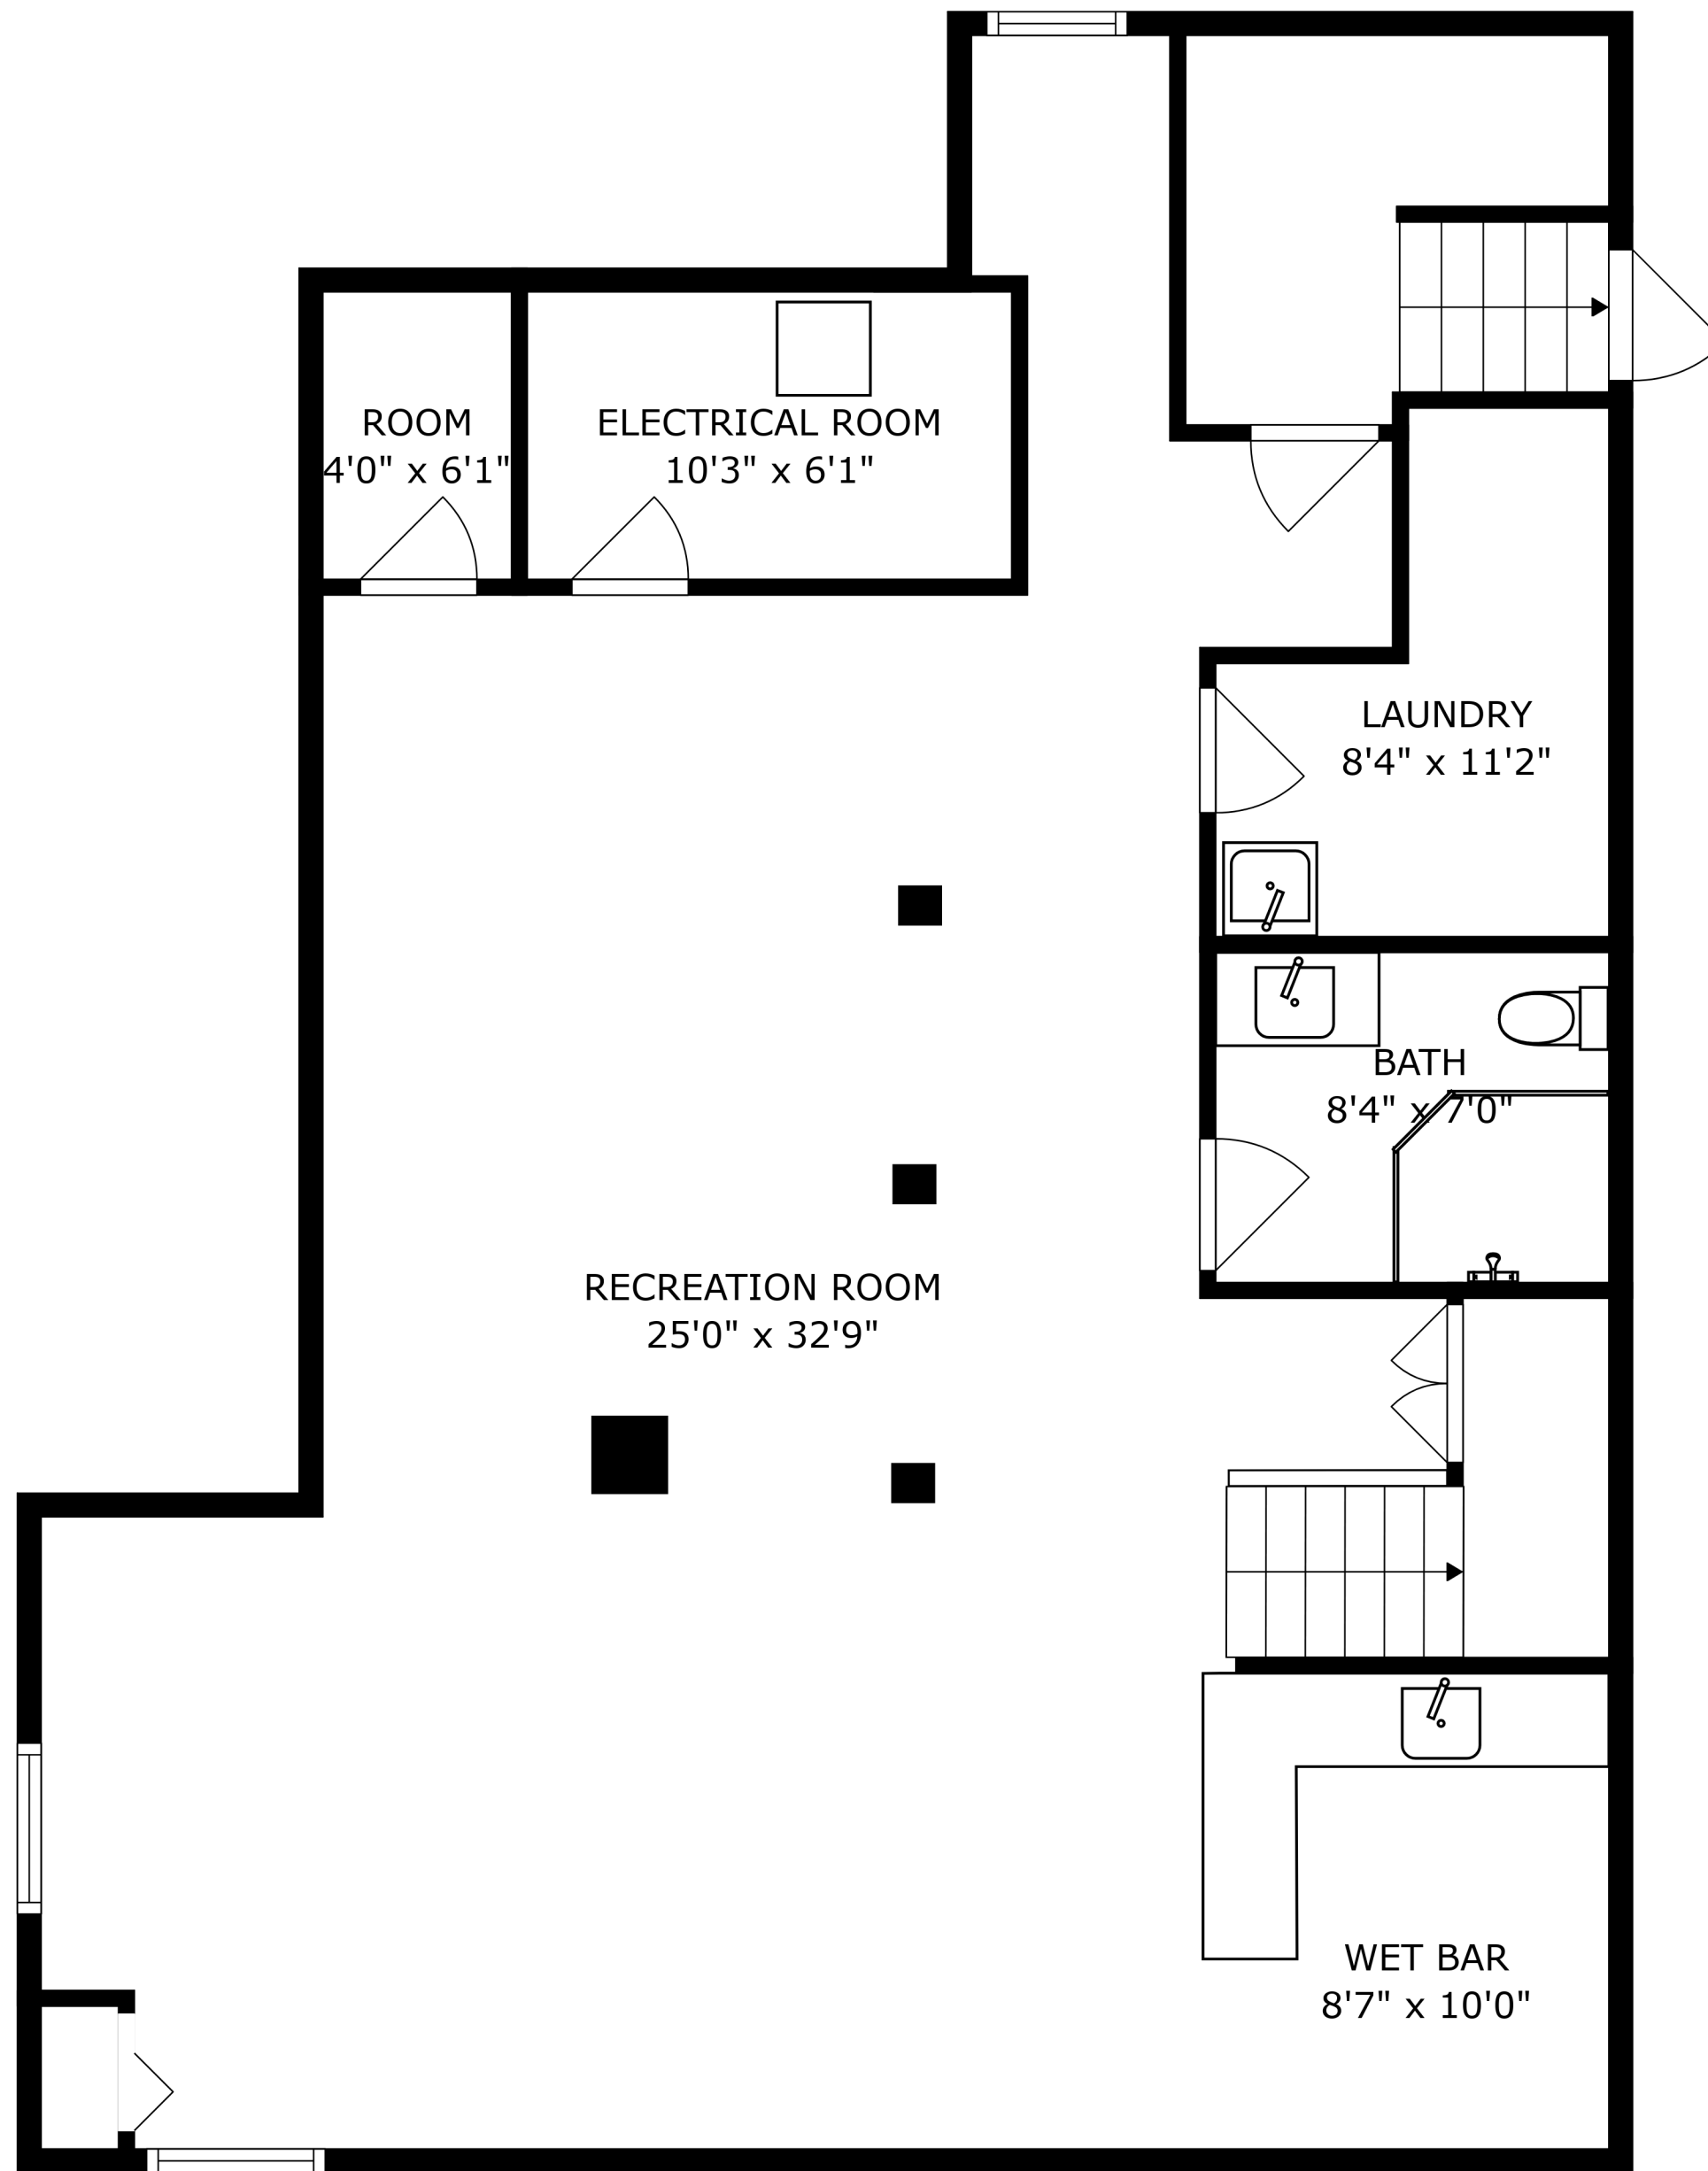 ROOM
4'0" x 6'1"
ELECTRICAL ROOM
10'3" x 6'1"
LAUNDRY
8'4" x 11'2"
BATH
8'4" x 7'0"
RECREATION ROOM
25'0" x 32'9"
WET BAR
8'7" x 10'0"